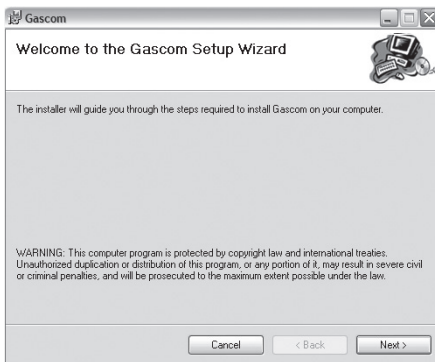 Gascom
Welcome to the Gascom Setup Wizard
The installer will guide you through the steps required to install Gascom on your computer.
WARNING: This computer program is protected by copyright law and international treaties.
Unauthorized duplication or distribution of this program, or any portion of it, may result in severe civil
or criminal penalties, and will be prosecuted to the maximum extent possible under the law.
Cancel
< Back
Next >